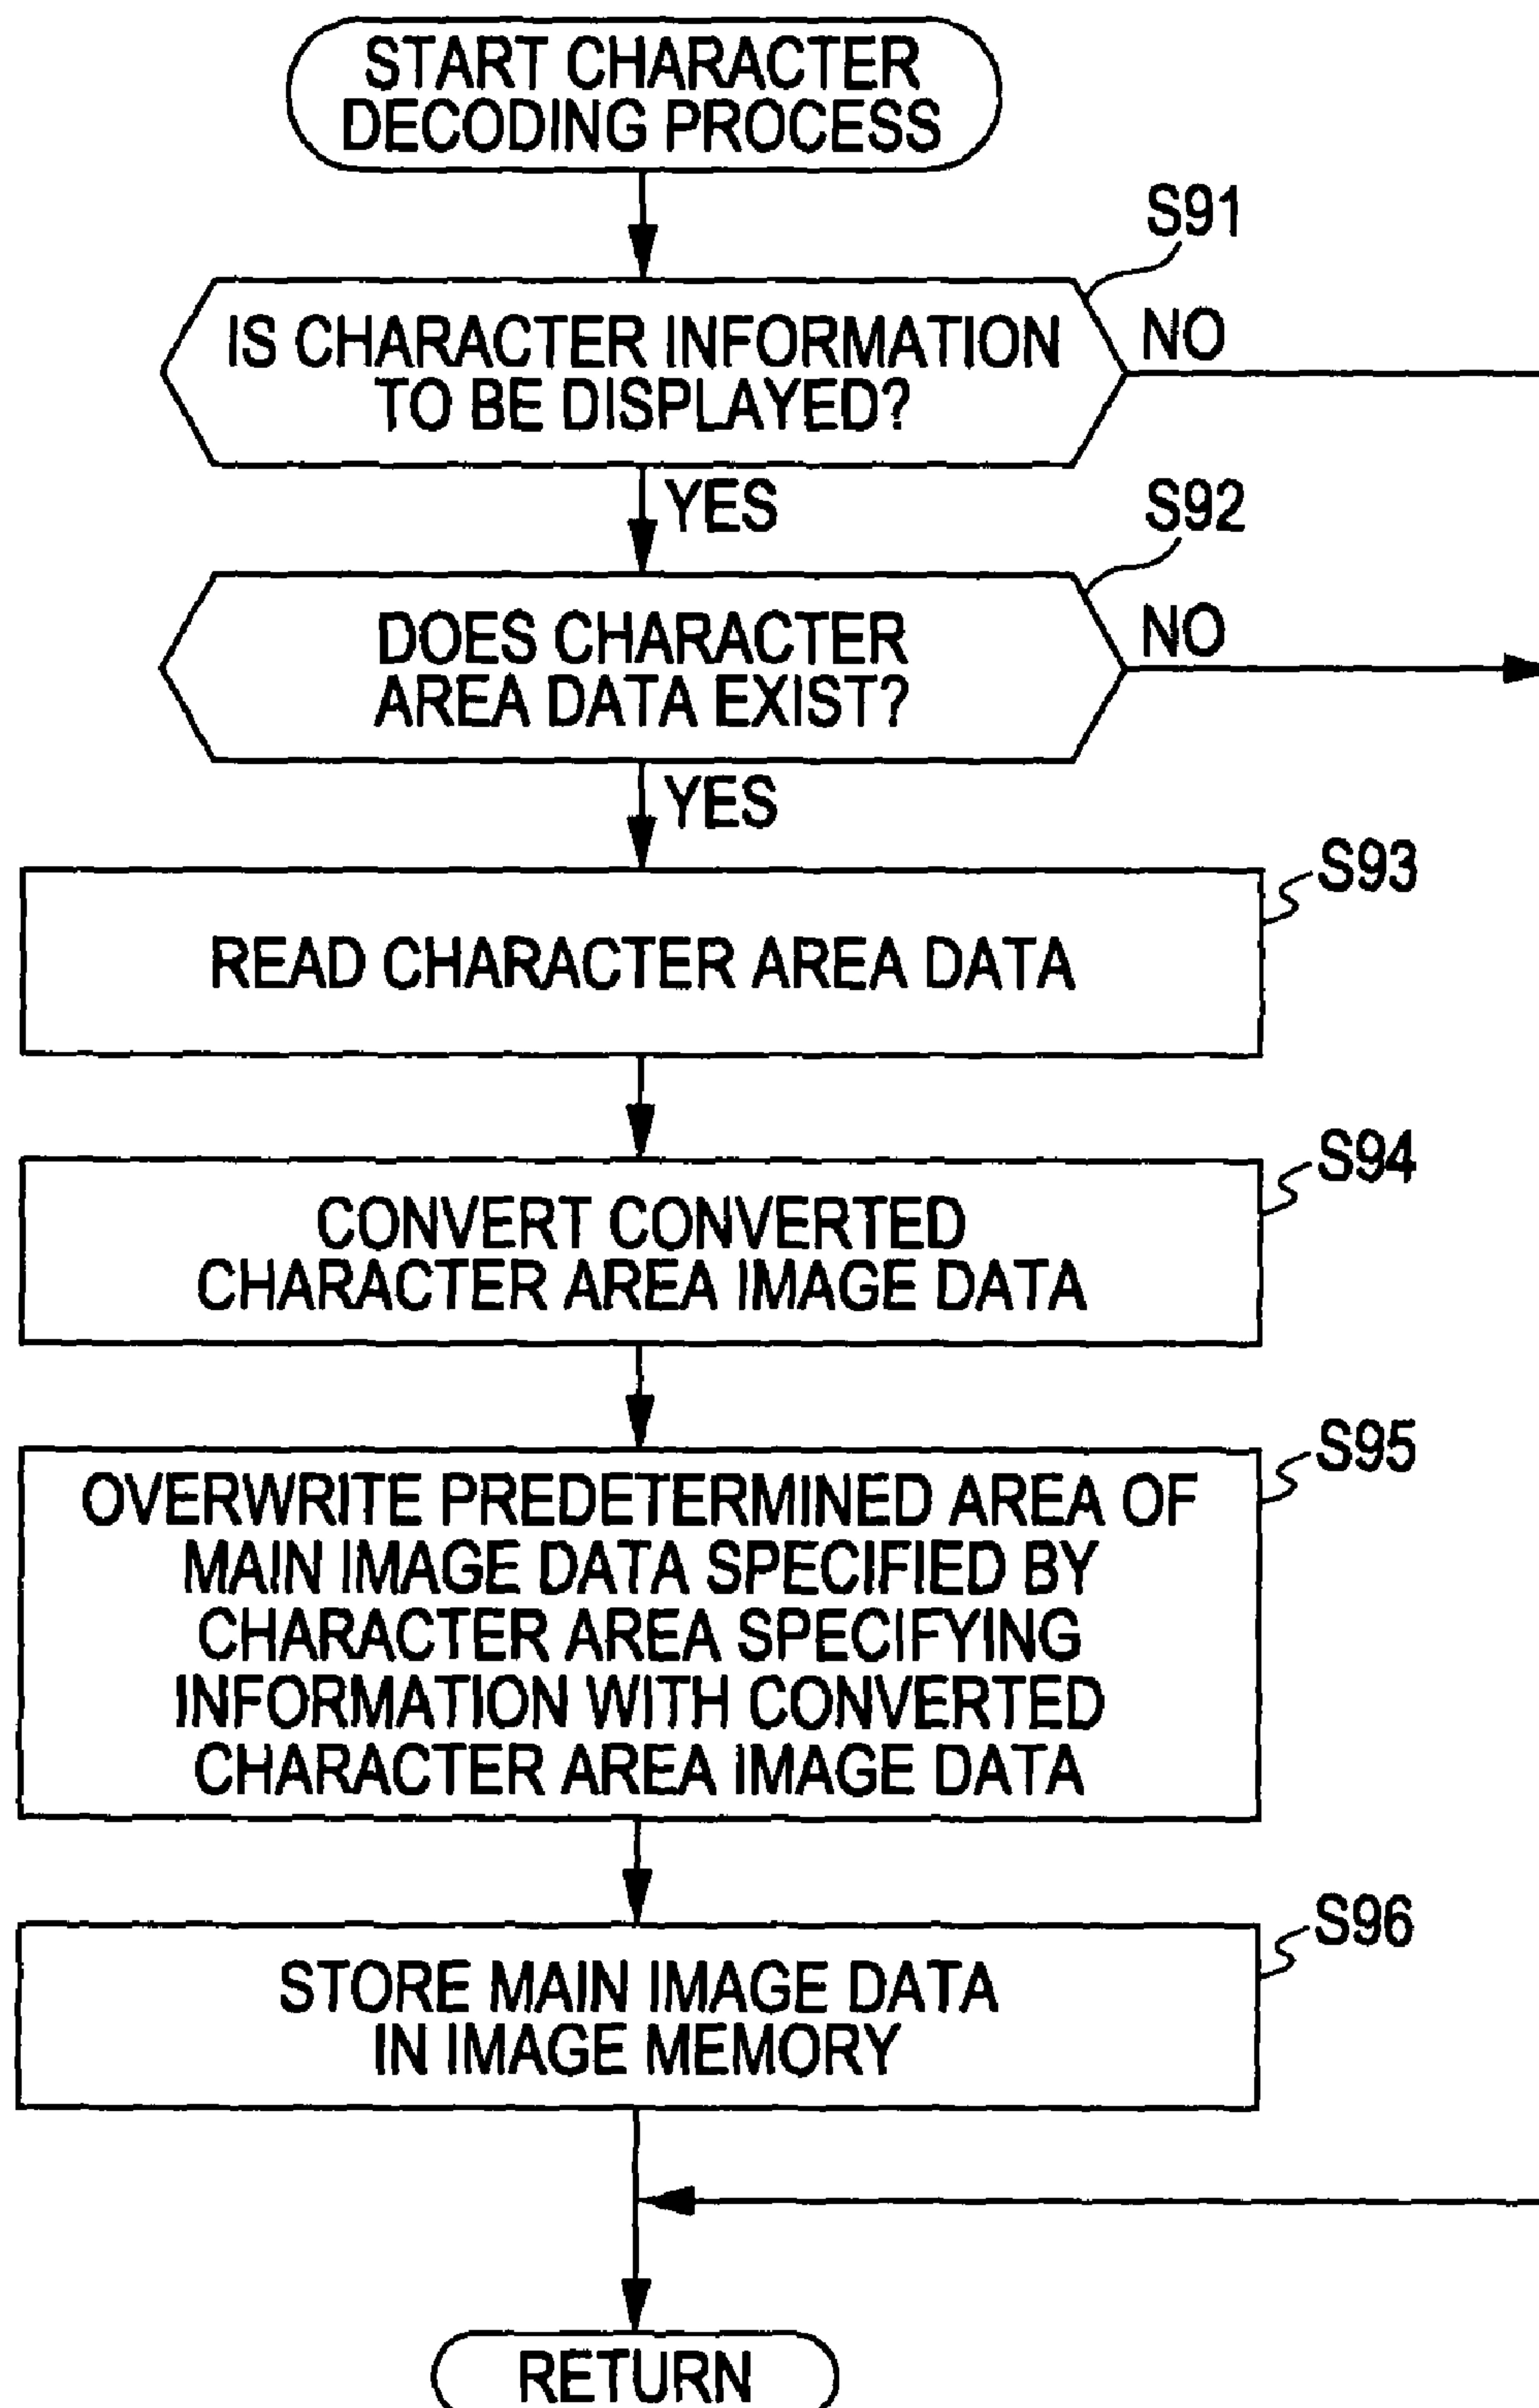 START CHARACTER
DECODING PROCESS
S91
IS CHARACTER INFORMATION
TO BE DISPLAYED?
NO
YES
S92
DOES CHARACTER
AREA DATA EXIST?
NO
YES
S93
READ CHARACTER AREA DATA
S94
CONVERT CONVERTED
CHARACTER AREA IMAGE DATA
S95
OVERWRITE PREDETERMINED AREA OF
MAIN IMAGE DATA SPECIFIED BY
CHARACTER AREA SPECIFYING
INFORMATION WITH CONVERTED
CHARACTER AREA IMAGE DATA
S96
STORE MAIN IMAGE DATA
IN IMAGE MEMORY
RETURN